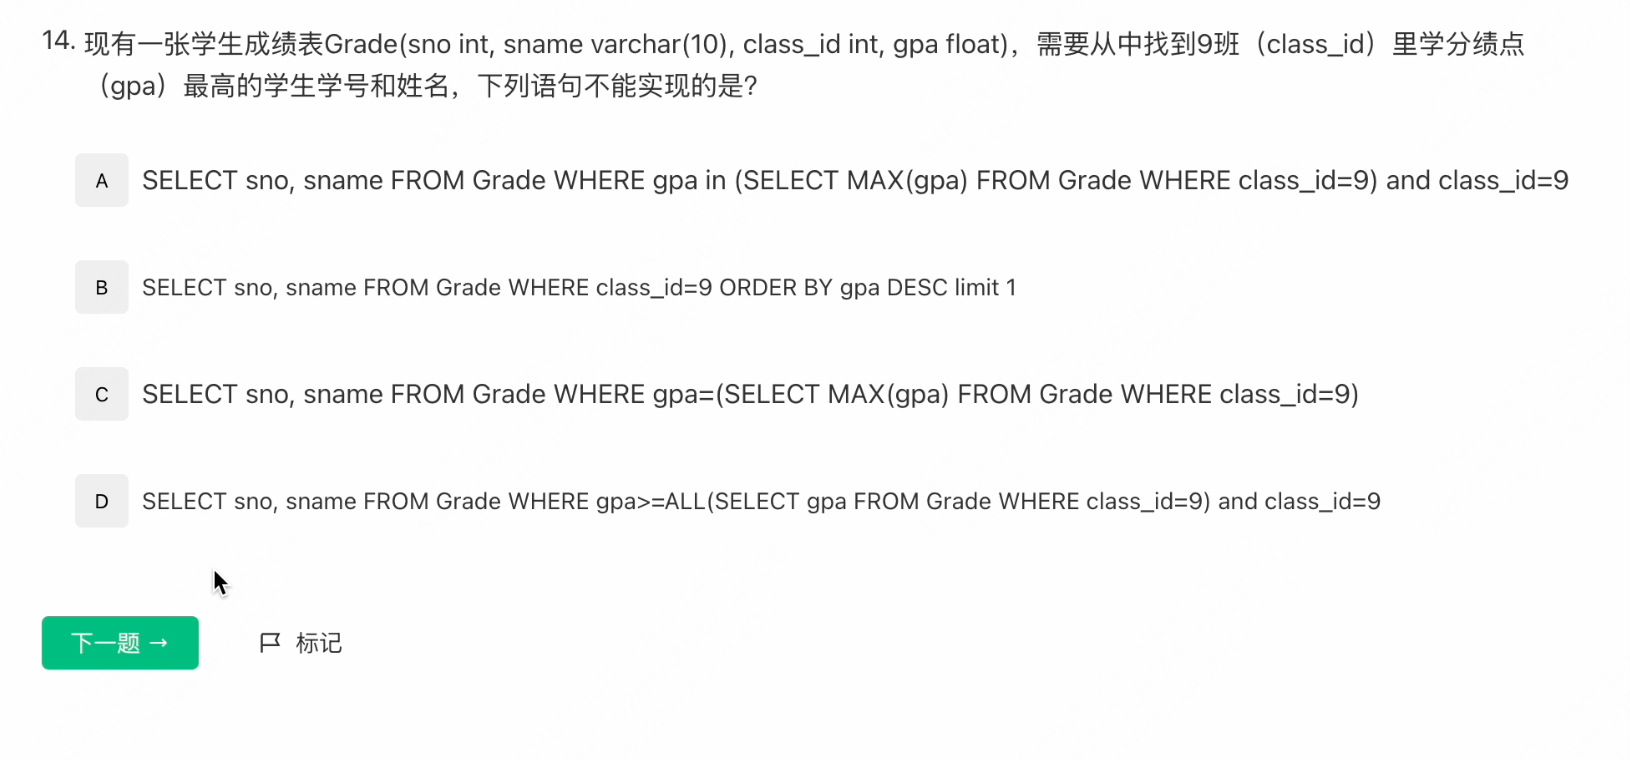 14. 现有一张学生成绩表Grade(sno int, sname varchar(10), class_id int, gpa float)，需要从中找到9班（class_id）里学分绩点
（gpa）最高的学生学号和姓名，下列语句不能实现的是?
A SELECT sno, sname FROM Grade WHERE gpa in (SELECT MAX(gpa) FROM Grade WHERE class_id=9) and class_id=9
B SELECT sno, sname FROM Grade WHERE class_id=9 ORDER BY gpa DESC limit 1
C SELECT sno, sname FROM Grade WHERE gpa=(SELECT MAX(gpa) FROM Grade WHERE class_id=9)
D SELECT sno, sname FROM Grade WHERE gpa>=ALL(SELECT gpa FROM Grade WHERE class_id=9) and class_id=9
下一题 → 标记